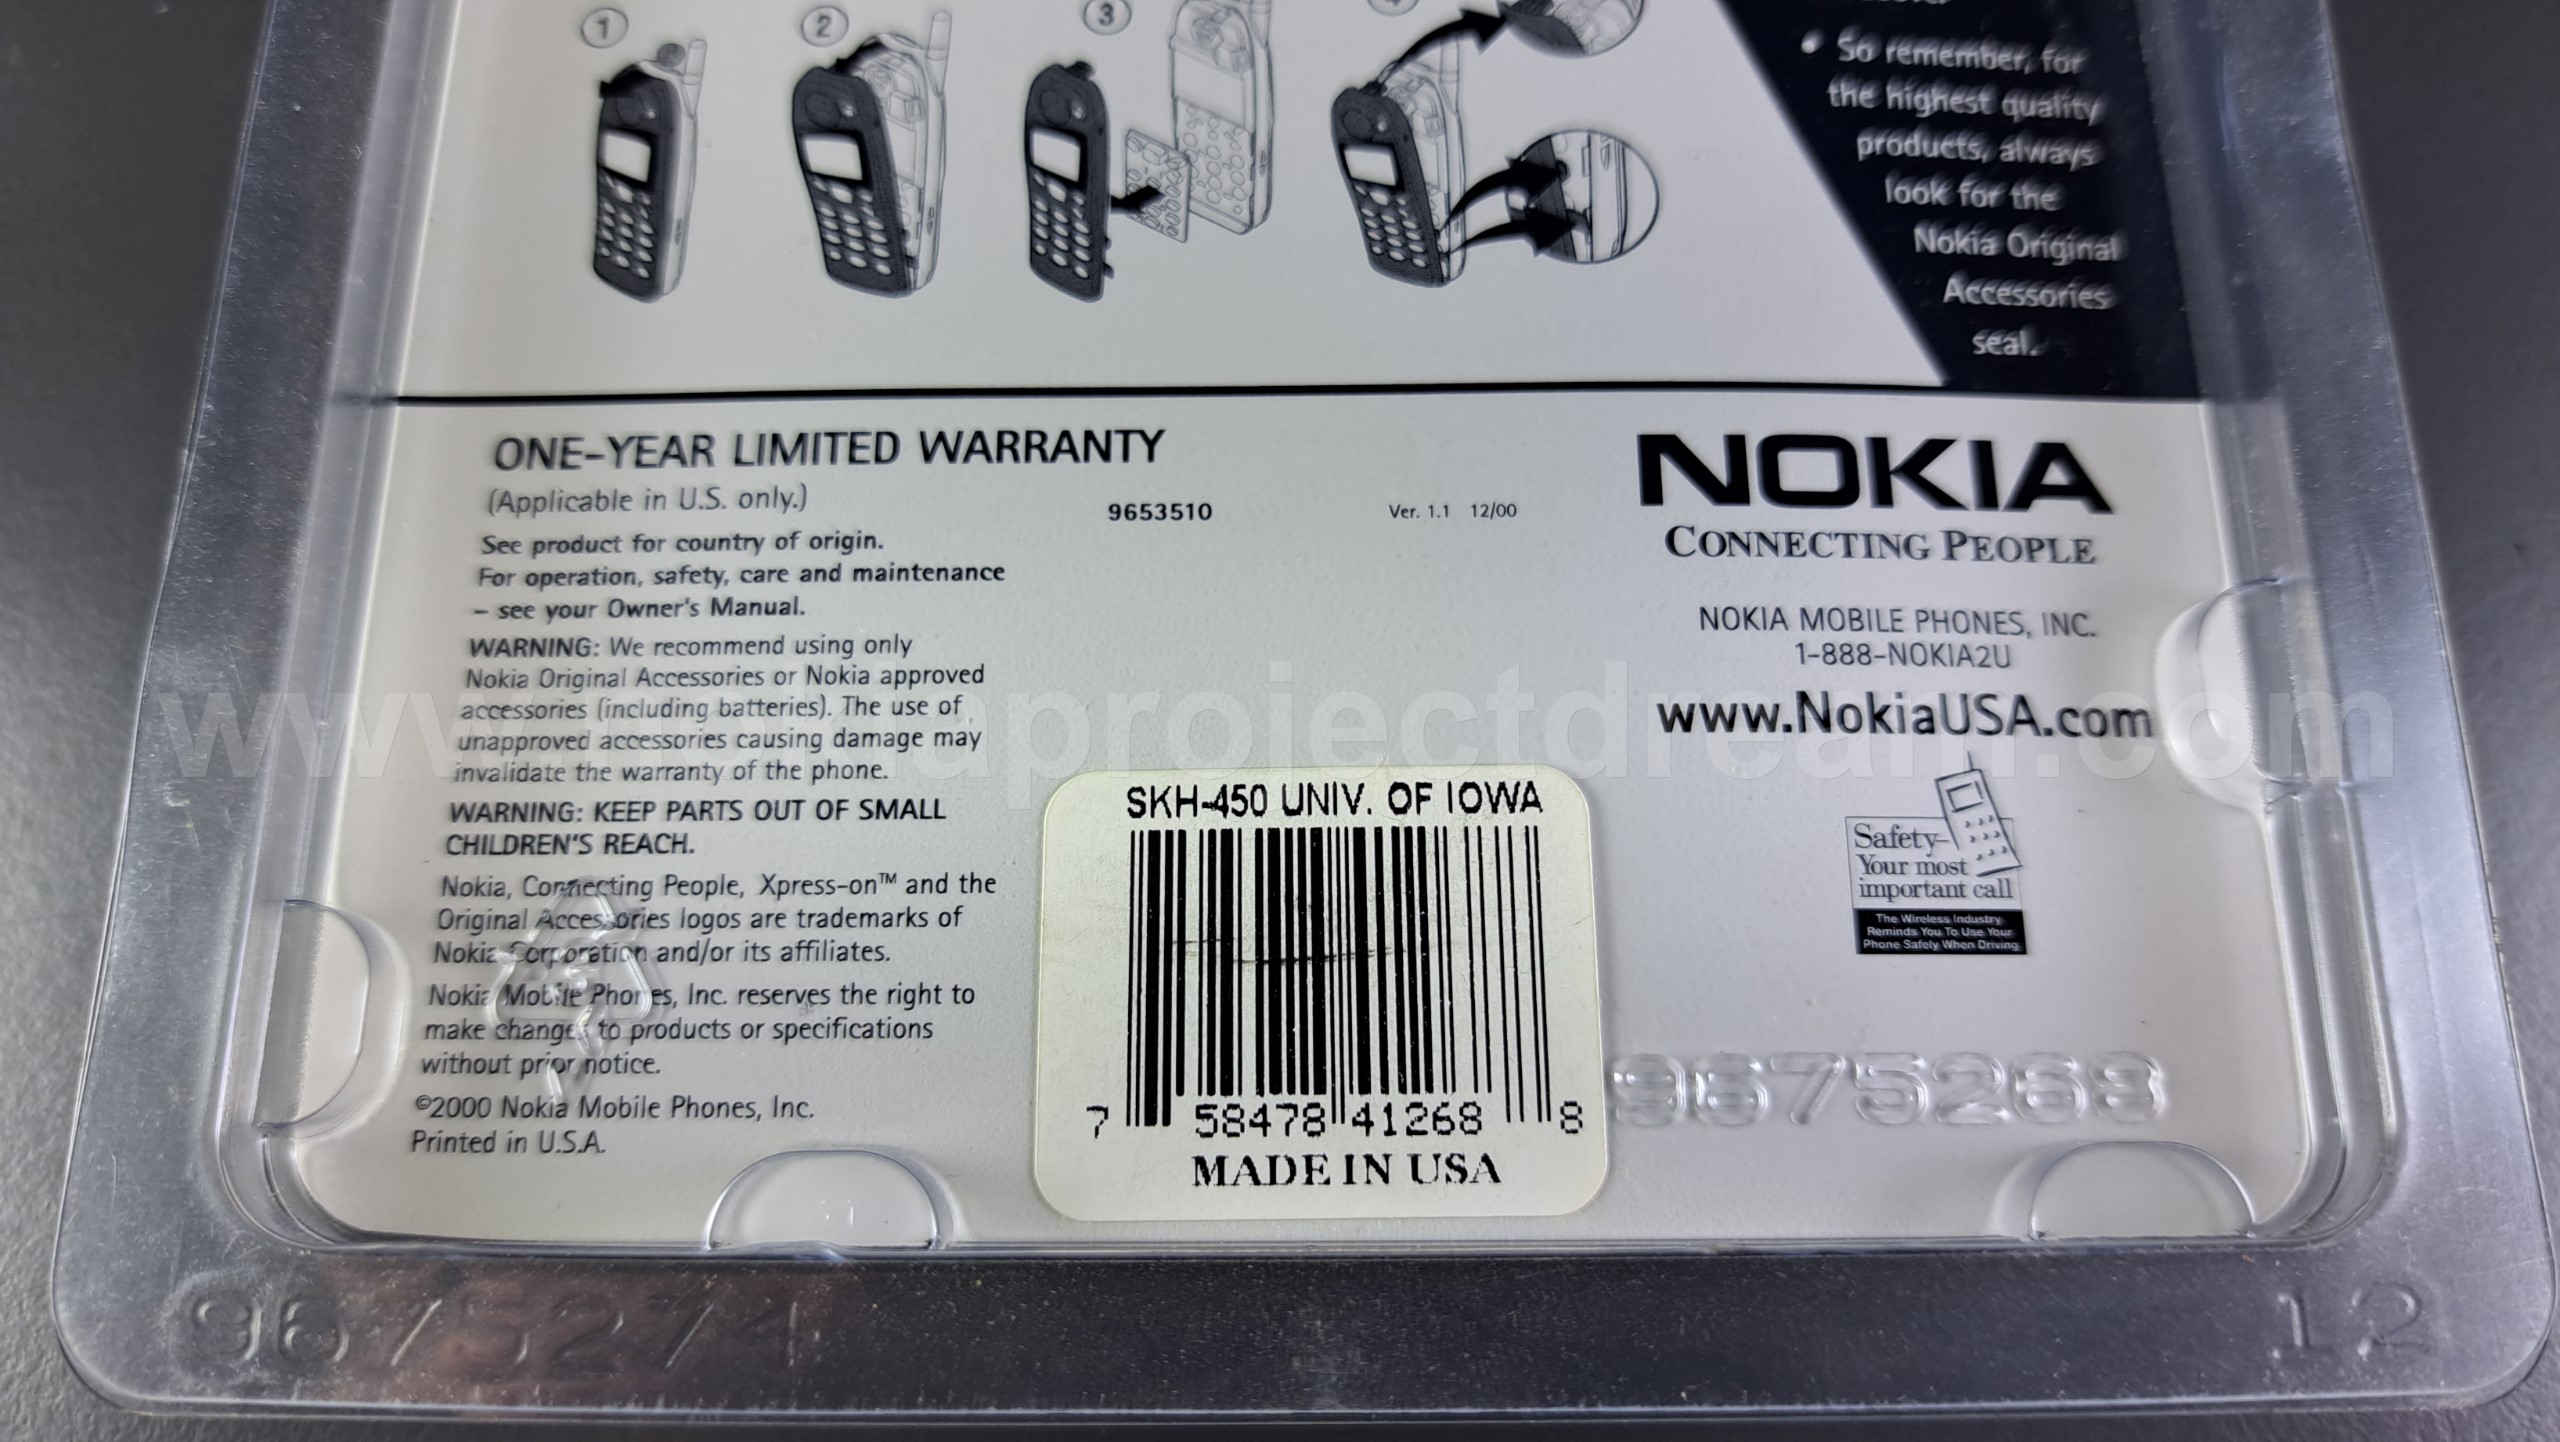 1
2
3
• So remember, for
the highest quality
products, always
look for the
Nokia Original
Accessories
seal.
ONE-YEAR LIMITED WARRANTY
(Applicable in U.S. only.)
9653510
Ver. 1.1 12/00
See product for country of origin.
For operation, safety, care and maintenance
– see your Owner's Manual.
WARNING: We recommend using only
Nokia Original Accessories or Nokia approved
accessories (including batteries). The use of
unapproved accessories causing damage may
invalidate the warranty of the phone.
WARNING: KEEP PARTS OUT OF SMALL
CHILDREN'S REACH.
Nokia, Connecting People, Xpress-on™ and the
Original Accessories logos are trademarks of
Nokia Corporation and/or its affiliates.
Nokia Mobile Phones, Inc. reserves the right to
make changes to products or specifications
without prior notice.
©2000 Nokia Mobile Phones, Inc.
Printed in U.S.A.
SKH-450 UNIV. OF IOWA
7 58478 41268 8
MADE IN USA
NOKIA
CONNECTING PEOPLE
NOKIA MOBILE PHONES, INC.
1-888-NOKIA2U
www.NokiaUSA.com
Safety–
Your most
important call
The Wireless Industry
Reminds You To Use Your
Phone Safely When Driving
9675268
9675274
12